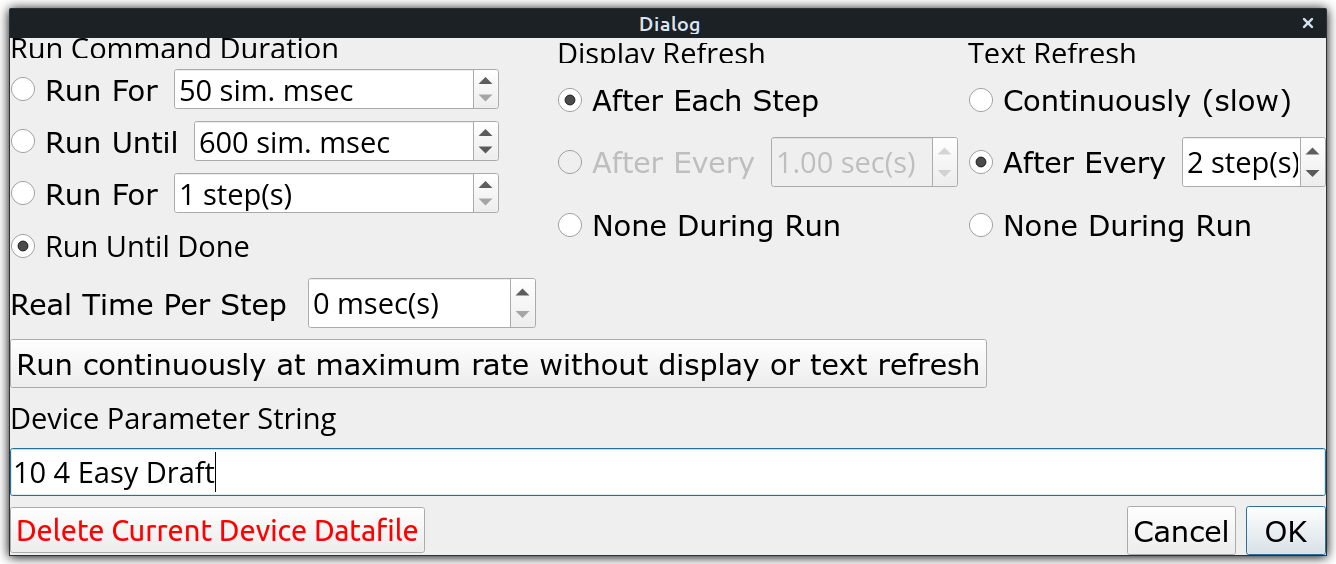 Dialog
Run Command Duration
Run For 50 sim. msec
Run Until 600 sim. msec
Run For 1 step(s)
Run Until Done
Display Refresh
After Each Step
After Every 1.00 sec(s)
None During Run
Text Refresh
Continuously (slow)
After Every 2 step(s)
None During Run
Real Time Per Step 0 msec(s)
Run continuously at maximum rate without display or text refresh
Device Parameter String
10 4 Easy Draft
Delete Current Device Datafile
Cancel OK